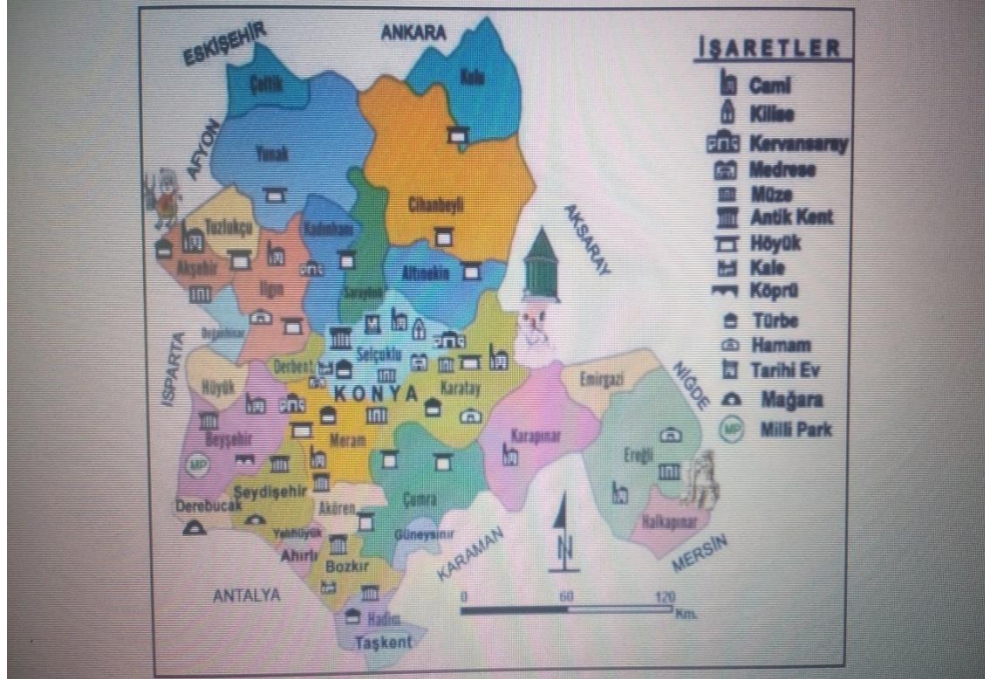 ESKİŞEHİR
ANKARA
İŞARETLER
Çeltik
Kulu
Cami
Kilise
AFYON
Kervansaray
Yunak
Medrese
Müze
Antik Kent
Cihanbeyli
AKSARAY
Tuzlukçu
Kadınhanı
Höyük
Akşehir
Kale
Altınekin
Ilgın
Sarayönü
Köprü
Türbe
Doğanhisar
Hamam
ISPARTA
Selçuklu
Derbent
Tarihi Ev
Hüyük
KONYA
Karatay
Emirgazi
NİĞDE
Mağara
Beyşehir
Meram
Karapınar
Milli Park
MP
MP
Ereğli
Seydişehir
Derebucak
Akören
Çumra
Halkapınar
Yalıhüyük
Güneysınır
Ahırlı
MERSİN
KARAMAN
N
Bozkır
ANTALYA
0 60 120
Km.
Hadim
Taşkent